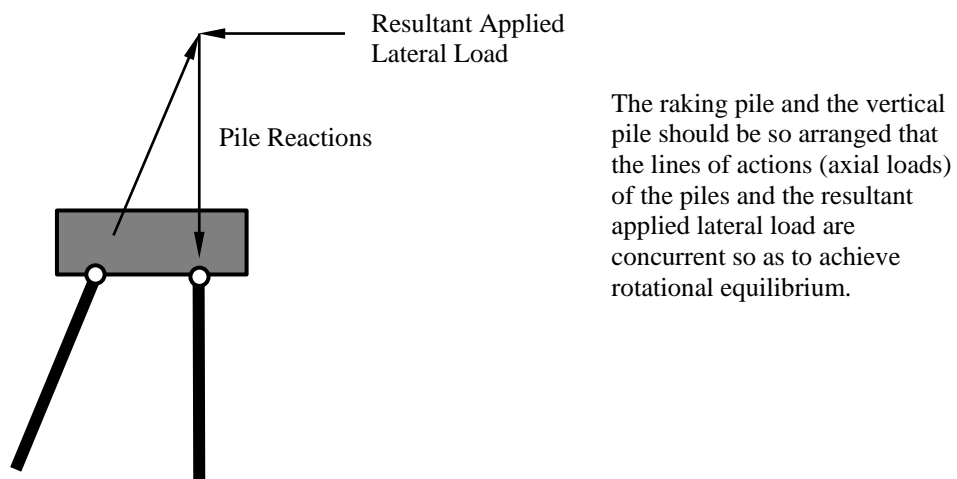 Resultant Applied
Lateral Load
Pile Reactions
The raking pile and the vertical
pile should be so arranged that
the lines of actions (axial loads)
of the piles and the resultant
applied lateral load are
concurrent so as to achieve
rotational equilibrium.